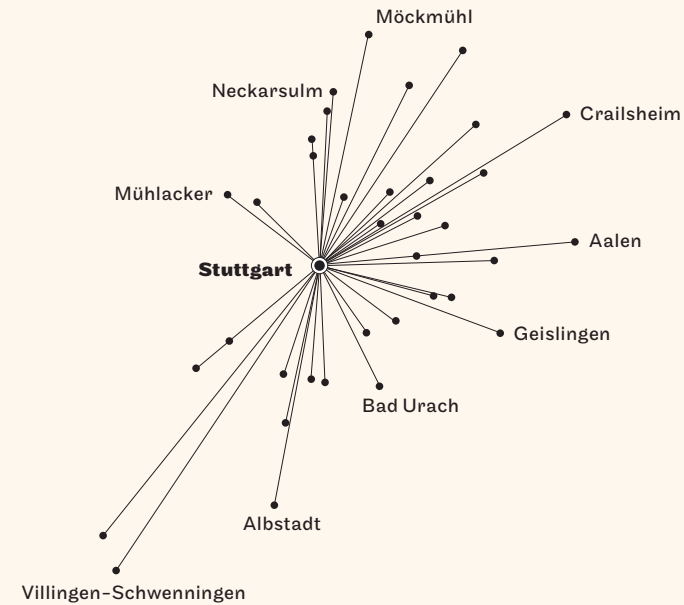 Möckmühl
Neckarsulm
Crailsheim
Mühlacker
Aalen
Stuttgart
Geislingen
Bad Urach
Albstadt
Villingen-Schwenningen